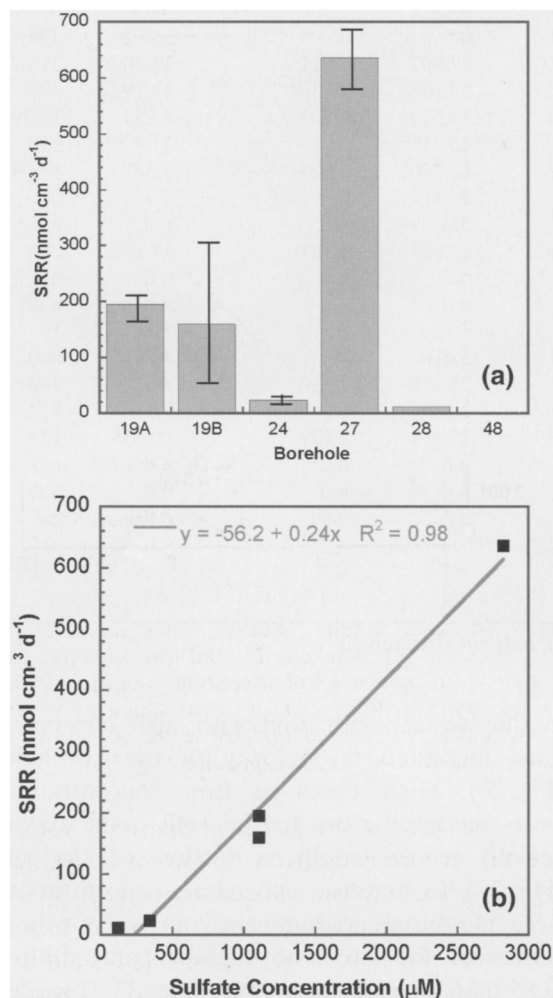 700
600
500
400
300
200
100
0
SRR(nmol cm-3 d-1)
19A 19B 24 27 28 48
Borehole
(a)
y = -56.2 + 0.24x R2 = 0.98
700
600
500
400
300
200
100
0
SRR (nmol cm-3 d-1)
0 500 1000 1500 2000 2500 3000
Sulfate Concentration (µM)
(b)